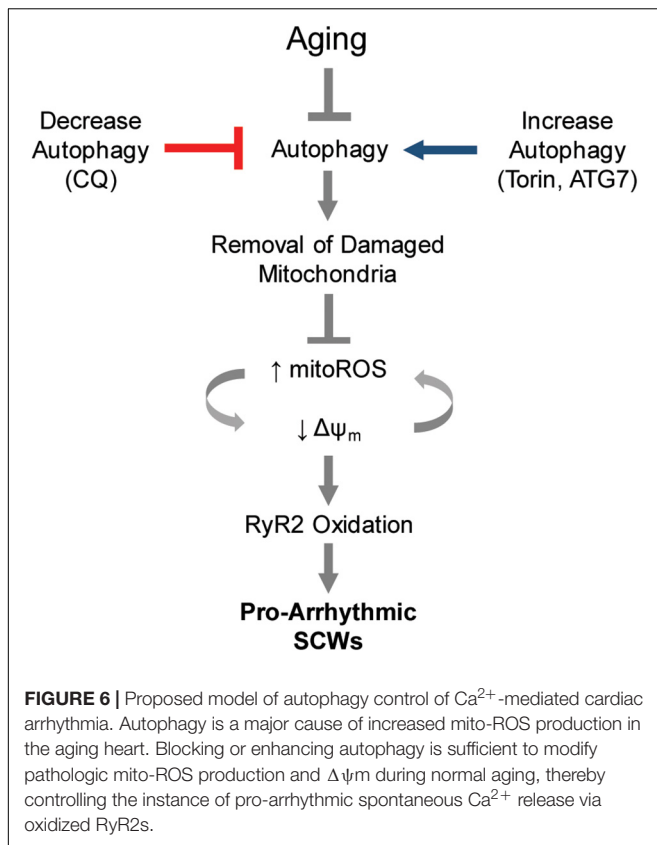 Aging
Decrease
Autophagy
(CQ)
Autophagy
Increase
Autophagy
(Torin, ATG7)
Removal of Damaged
Mitochondria
↑ mitoROS
↓ Δψm
RyR2 Oxidation
Pro-Arrhythmic
SCWs
FIGURE 6 | Proposed model of autophagy control of Ca2+-mediated cardiac
arrhythmia. Autophagy is a major cause of increased mito-ROS production in
the aging heart. Blocking or enhancing autophagy is sufficient to modify
pathologic mito-ROS production and Δψm during normal aging, thereby
controlling the instance of pro-arrhythmic spontaneous Ca2+ release via
oxidized RyR2s.